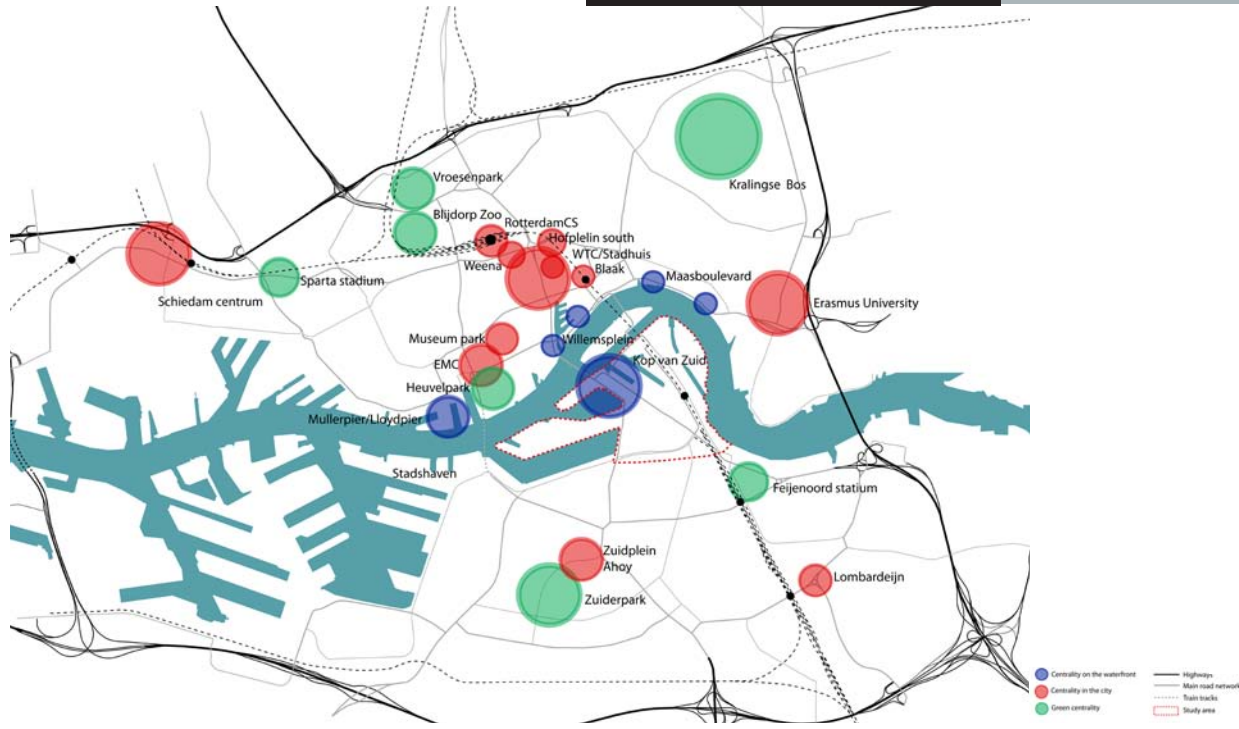 Vroesenpark
Kralingse Bos
Blijdorp Zoo
RotterdamCS
Hofplelin south
WTC/Stadhuis
Weena
Blaak
Maasboulevard
Sparta stadium
Schiedam centrum
Erasmus University
Museum park
Willemsplein
EMC
Kop van Zuid
Heuvelpark
Mullerpier/Lloydpier
Stadshaven
Feijenoord statium
Zuidplein
Ahoy
Lombardeijn
Zuiderpark
Centrality on the waterfront
Centrality in the city
Green centrality
Highways
Main road network
Train tracks
Study area